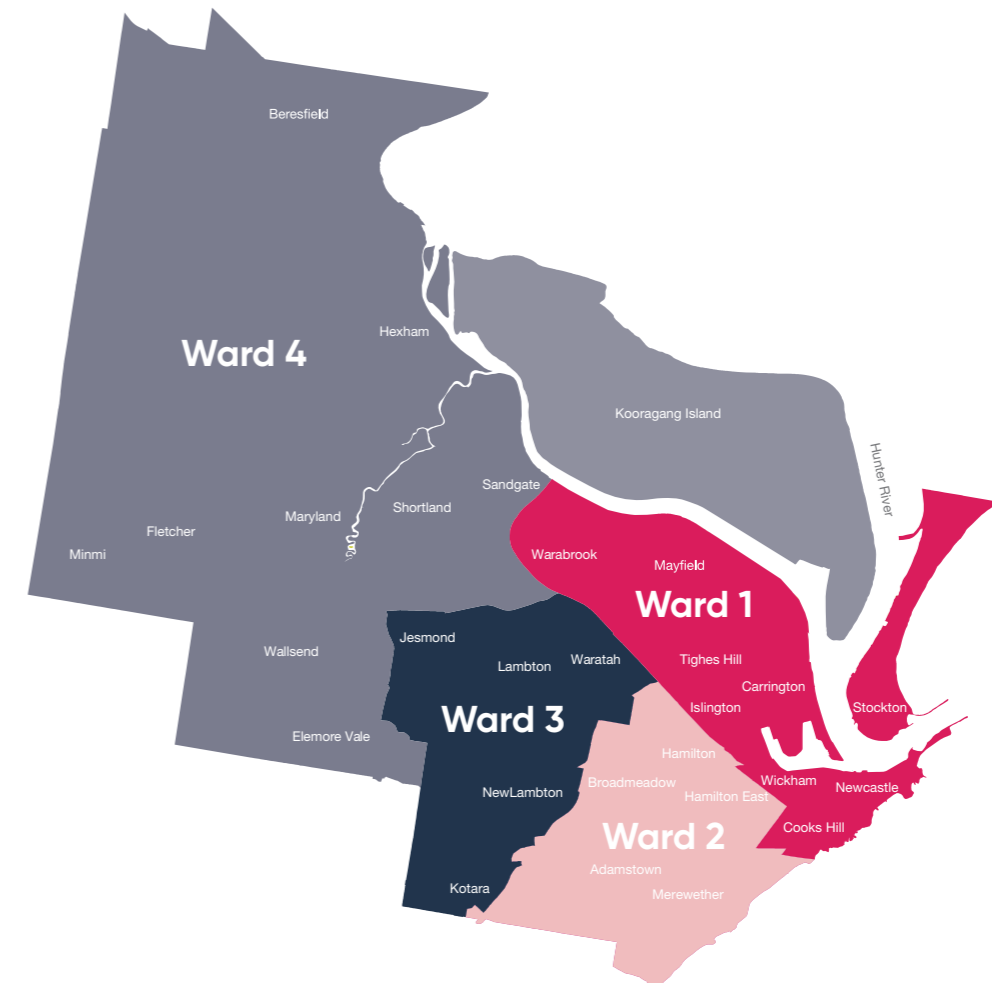 Beresfield
Hexham
Ward 4
Kooragang Island
Hunter River
Sandgate
Shortland
Maryland
Fletcher
Minmi
Warabrook
Mayfield
Ward 1
Jesmond
Wallsend
Lambton
Waratah
Tighes Hill
Carrington
Islington
Stockton
Ward 3
Elemore Vale
Hamilton
Wickham
Newcastle
Broadmeadow
NewLambton
Hamilton East
Cooks Hill
Ward 2
Adamstown
Kotara
Merewether